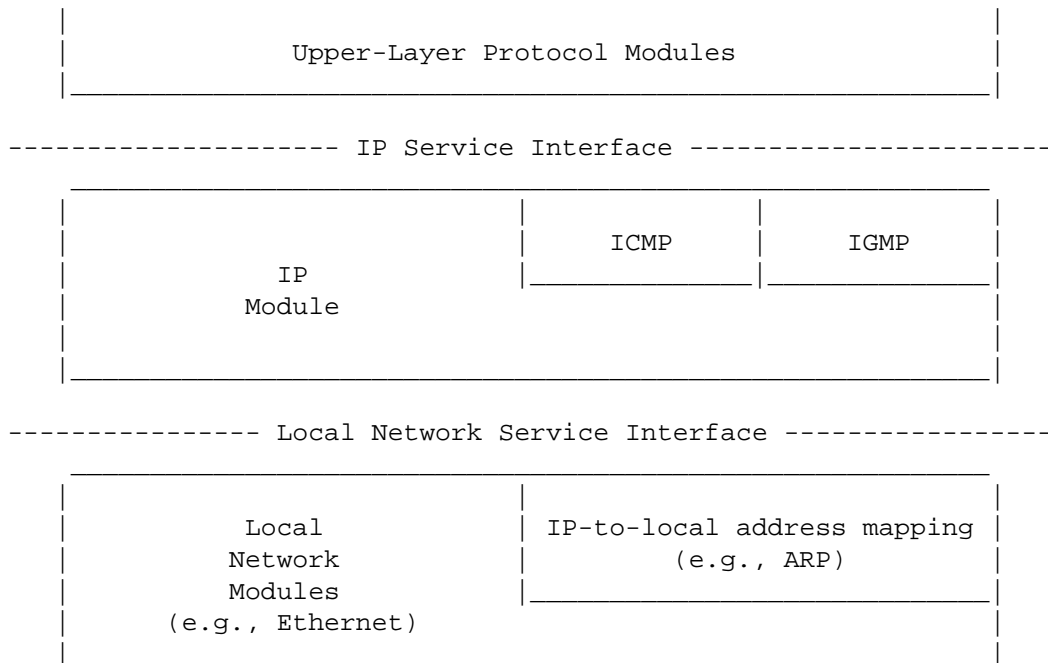 Upper-Layer Protocol Modules
IP Service Interface
ICMP IGMP
IP
Module
Local Network Service Interface
Local IP-to-local address mapping
Network (e.g., ARP)
Modules
(e.g., Ethernet)